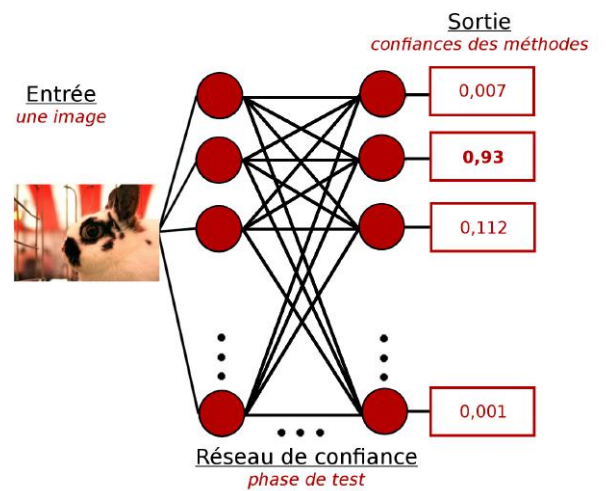 Sortie
confiances des méthodes
Entrée
une image
0,007
0,93
0,112
0,001
Réseau de confiance
phase de test